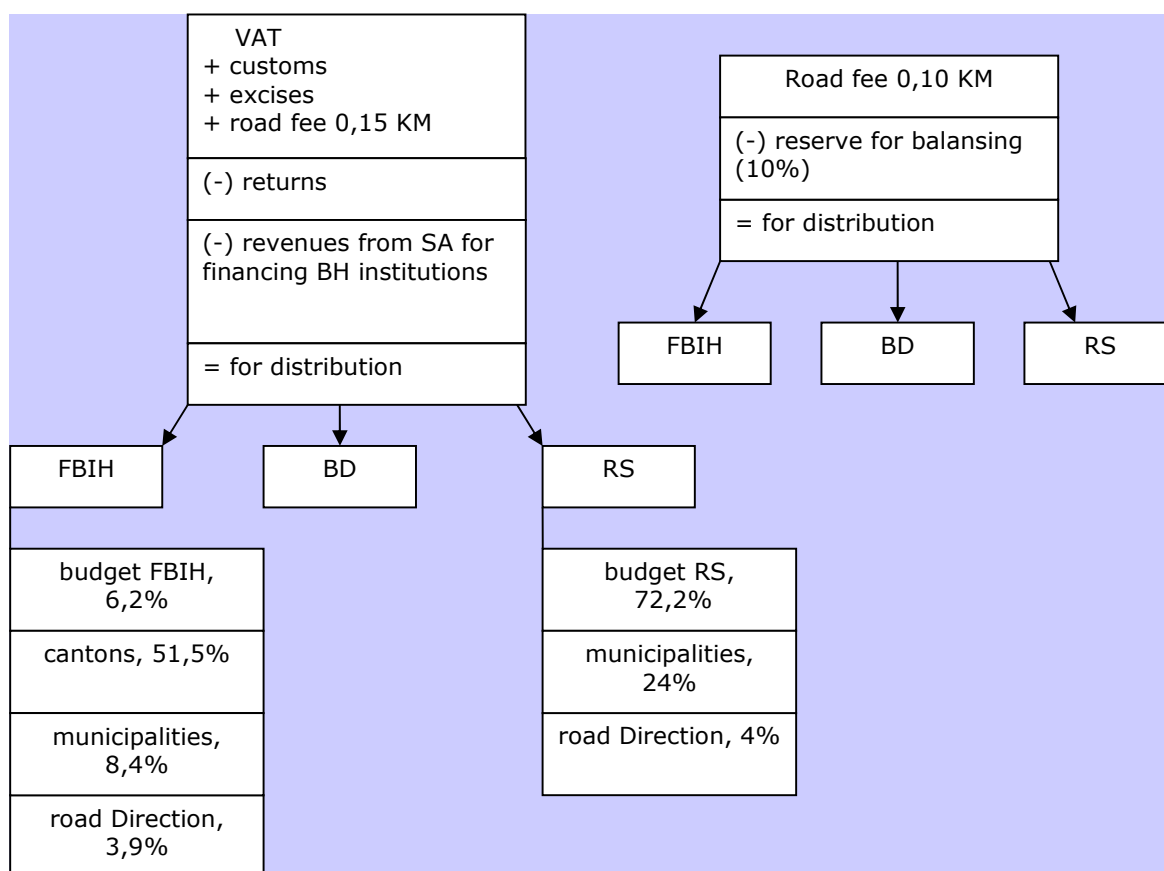 VAT
+ customs
+ excises
+ road fee 0,15 KM
(-) returns
(-) revenues from SA for
financing BH institutions
= for distribution
Road fee 0,10 KM
(-) reserve for balansing
(10%)
= for distribution
FBIH
BD
RS
FBIH
BD
RS
budget FBIH,
6,2%
cantons, 51,5%
municipalities,
8,4%
road Direction,
3,9%
budget RS,
72,2%
municipalities,
24%
road Direction, 4%